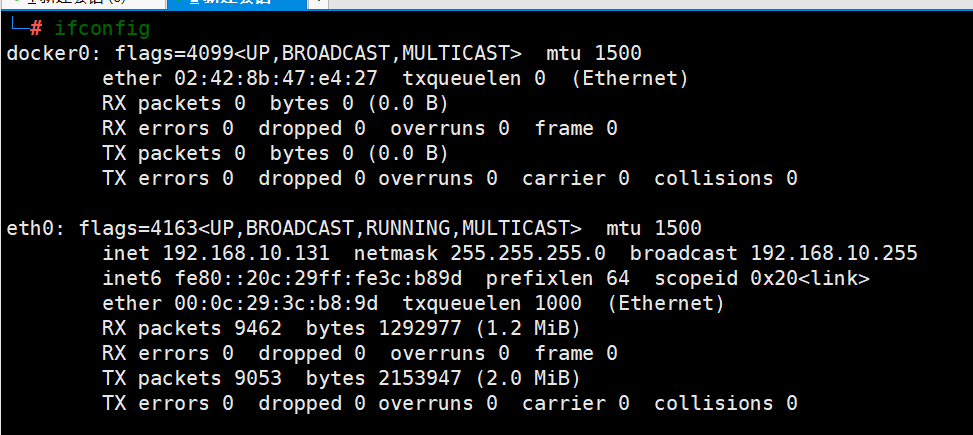 └─# ifconfig
docker0: flags=4099<UP,BROADCAST,MULTICAST>  mtu 1500
        ether 02:42:8b:47:e4:27  txqueuelen 0  (Ethernet)
        RX packets 0  bytes 0 (0.0 B)
        RX errors 0  dropped 0  overruns 0  frame 0
        TX packets 0  bytes 0 (0.0 B)
        TX errors 0  dropped 0 overruns 0  carrier 0  collisions 0

eth0: flags=4163<UP,BROADCAST,RUNNING,MULTICAST>  mtu 1500
        inet 192.168.10.131  netmask 255.255.255.0  broadcast 192.168.10.255
        inet6 fe80::20c:29ff:fe3c:b89d  prefixlen 64  scopeid 0x20<link>
        ether 00:0c:29:3c:b8:9d  txqueuelen 1000  (Ethernet)
        RX packets 9462  bytes 1292977 (1.2 MiB)
        RX errors 0  dropped 0  overruns 0  frame 0
        TX packets 9053  bytes 2153947 (2.0 MiB)
        TX errors 0  dropped 0 overruns 0  carrier 0  collisions 0